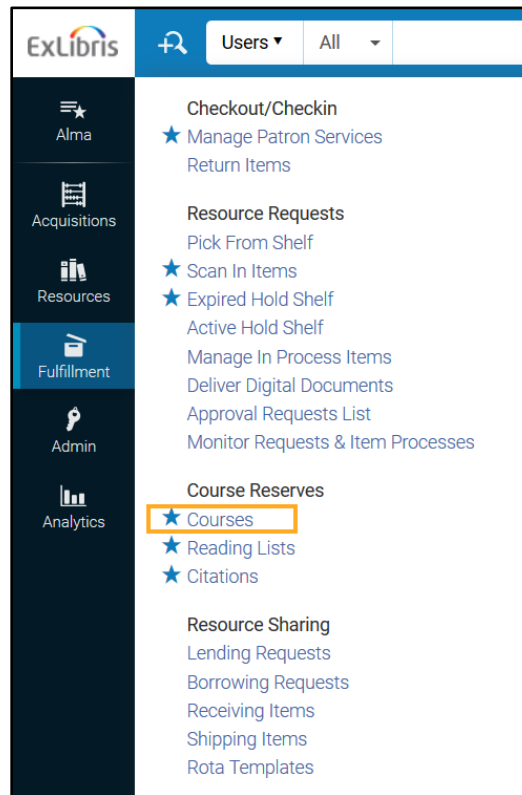 ExLibris
Users ▾ All
Alma
Acquisitions
Resources
Fulfillment
Admin
Analytics
Checkout/Checkin
Manage Patron Services
Return Items
Resource Requests
Pick From Shelf
Scan In Items
Expired Hold Shelf
Active Hold Shelf
Manage In Process Items
Deliver Digital Documents
Approval Requests List
Monitor Requests & Item Processes
Course Reserves
Courses
Reading Lists
Citations
Resource Sharing
Lending Requests
Borrowing Requests
Receiving Items
Shipping Items
Rota Templates